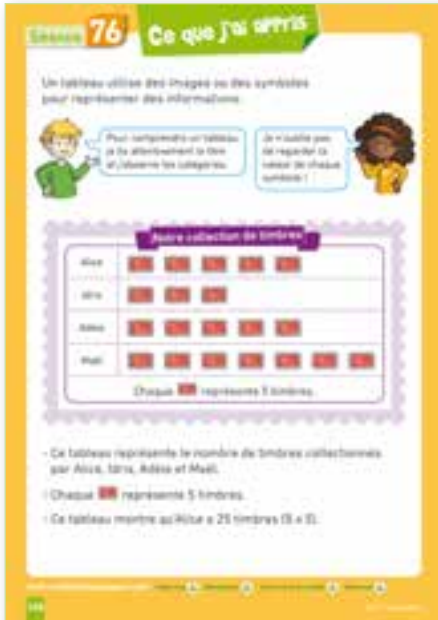 Séance 76
Ce que j'ai appris
Un tableau utilise des images ou des symboles
pour représenter des informations.
Pour comprendre un tableau,
je lis attentivement le titre
et j'observe les catégories.
Je n'oublie pas
de regarder la
valeur de chaque
symbole !
Notre collection de timbres
Alice
Idris
Adèle
Maël
Chaque représente 5 timbres.
- Ce tableau représente le nombre de timbres collectionnés
par Alice, Idris, Adèle et Maël.
- Chaque représente 5 timbres.
- Ce tableau montre qu'Alice a 25 timbres (5 x 5).